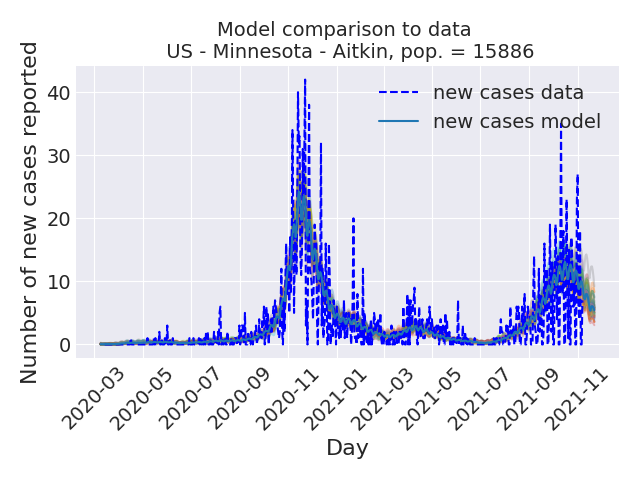 Model comparison to data
US - Minnesota - Aitkin, pop. = 15886
Number of new cases reported
40
30
20
10
0
new cases data
new cases model
2020-03
2020-05
2020-07
2020-09
2020-11
2021-01
2021-03
2021-05
2021-07
2021-09
2021-11
Day